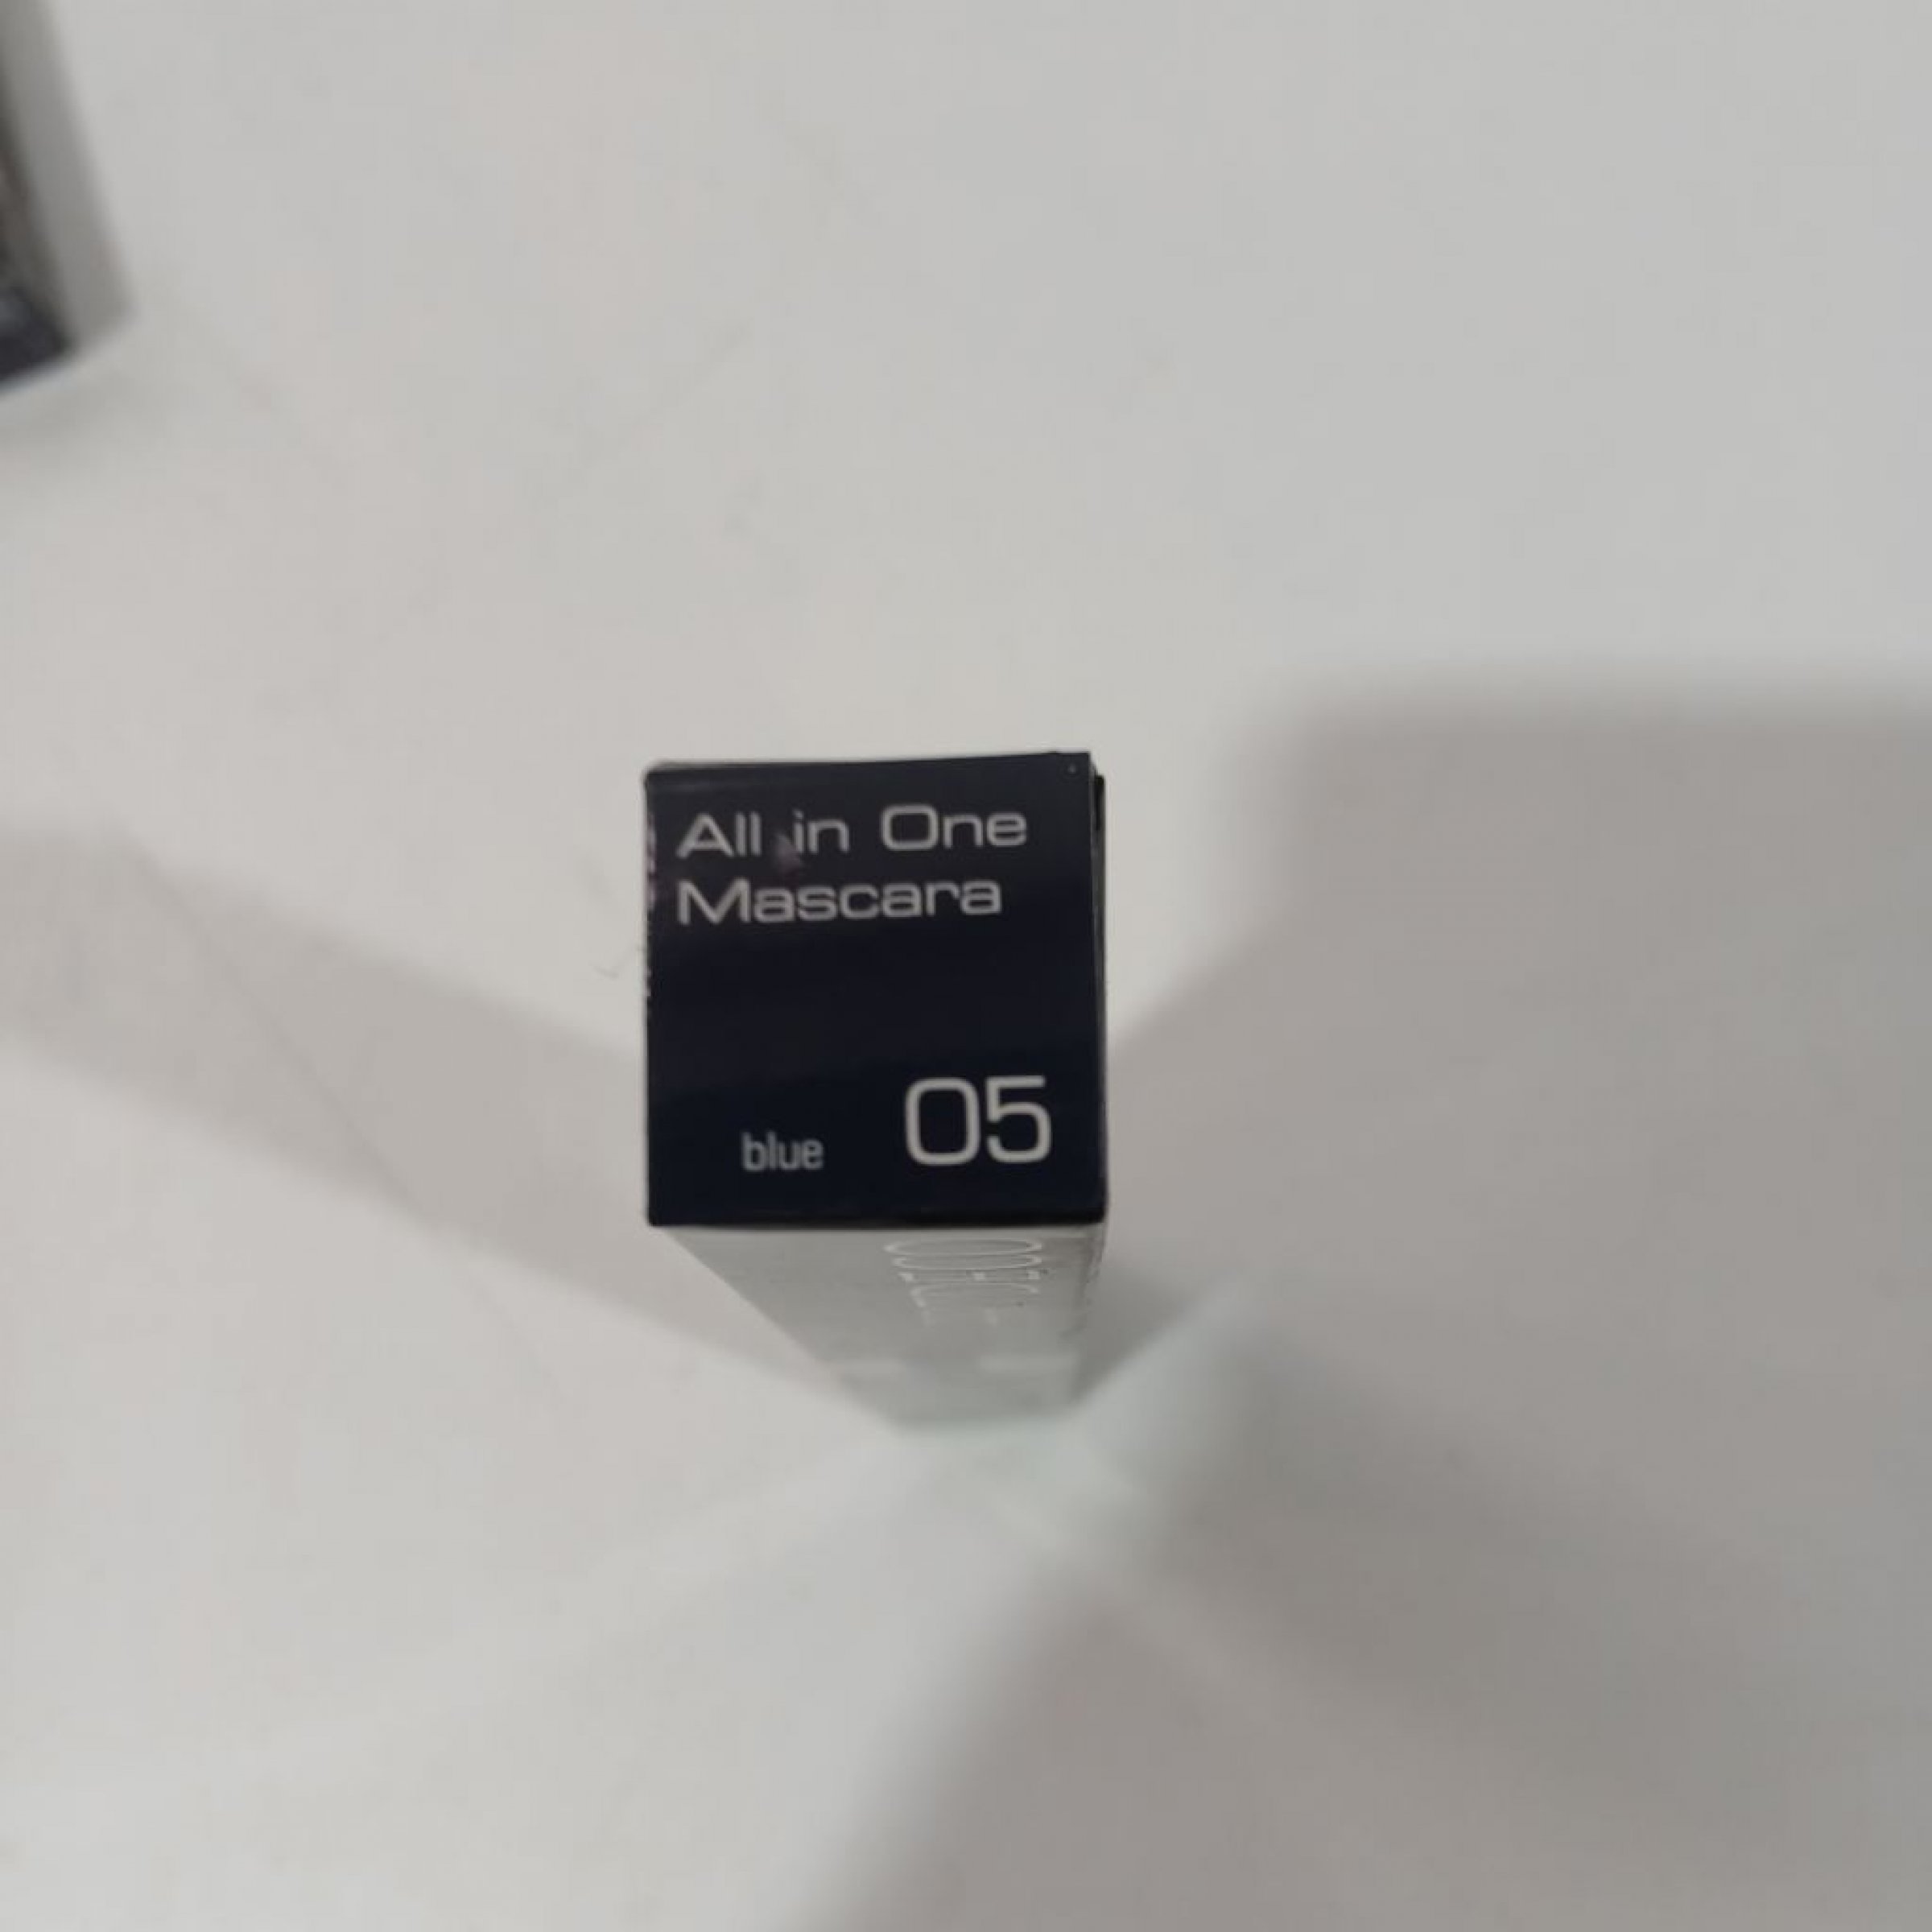 All in One
Mascara
blue 05